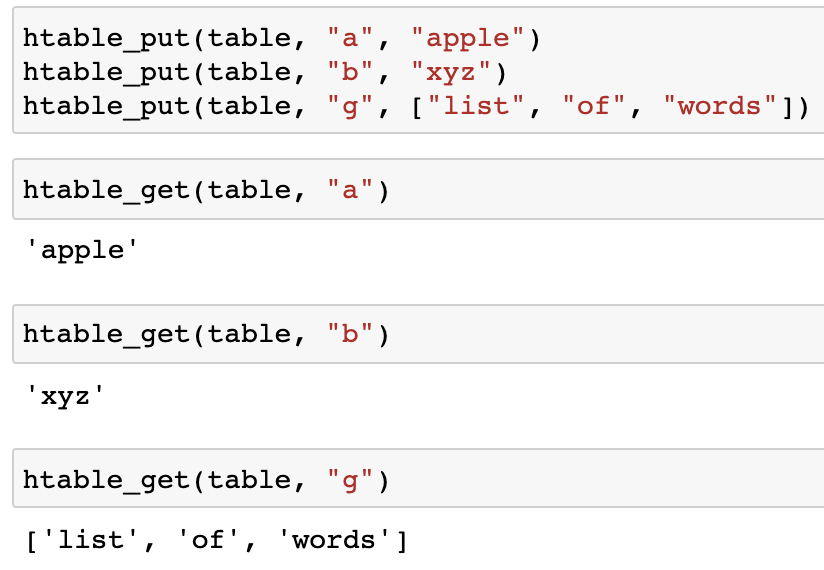 htable_put(table, "a", "apple")
htable_put(table, "b", "xyz")
htable_put(table, "g", ["list", "of", "words"])
htable_get(table, "a")
'apple'
htable_get(table, "b")
'xyz'
htable_get(table, "g")
['list', 'of', 'words']